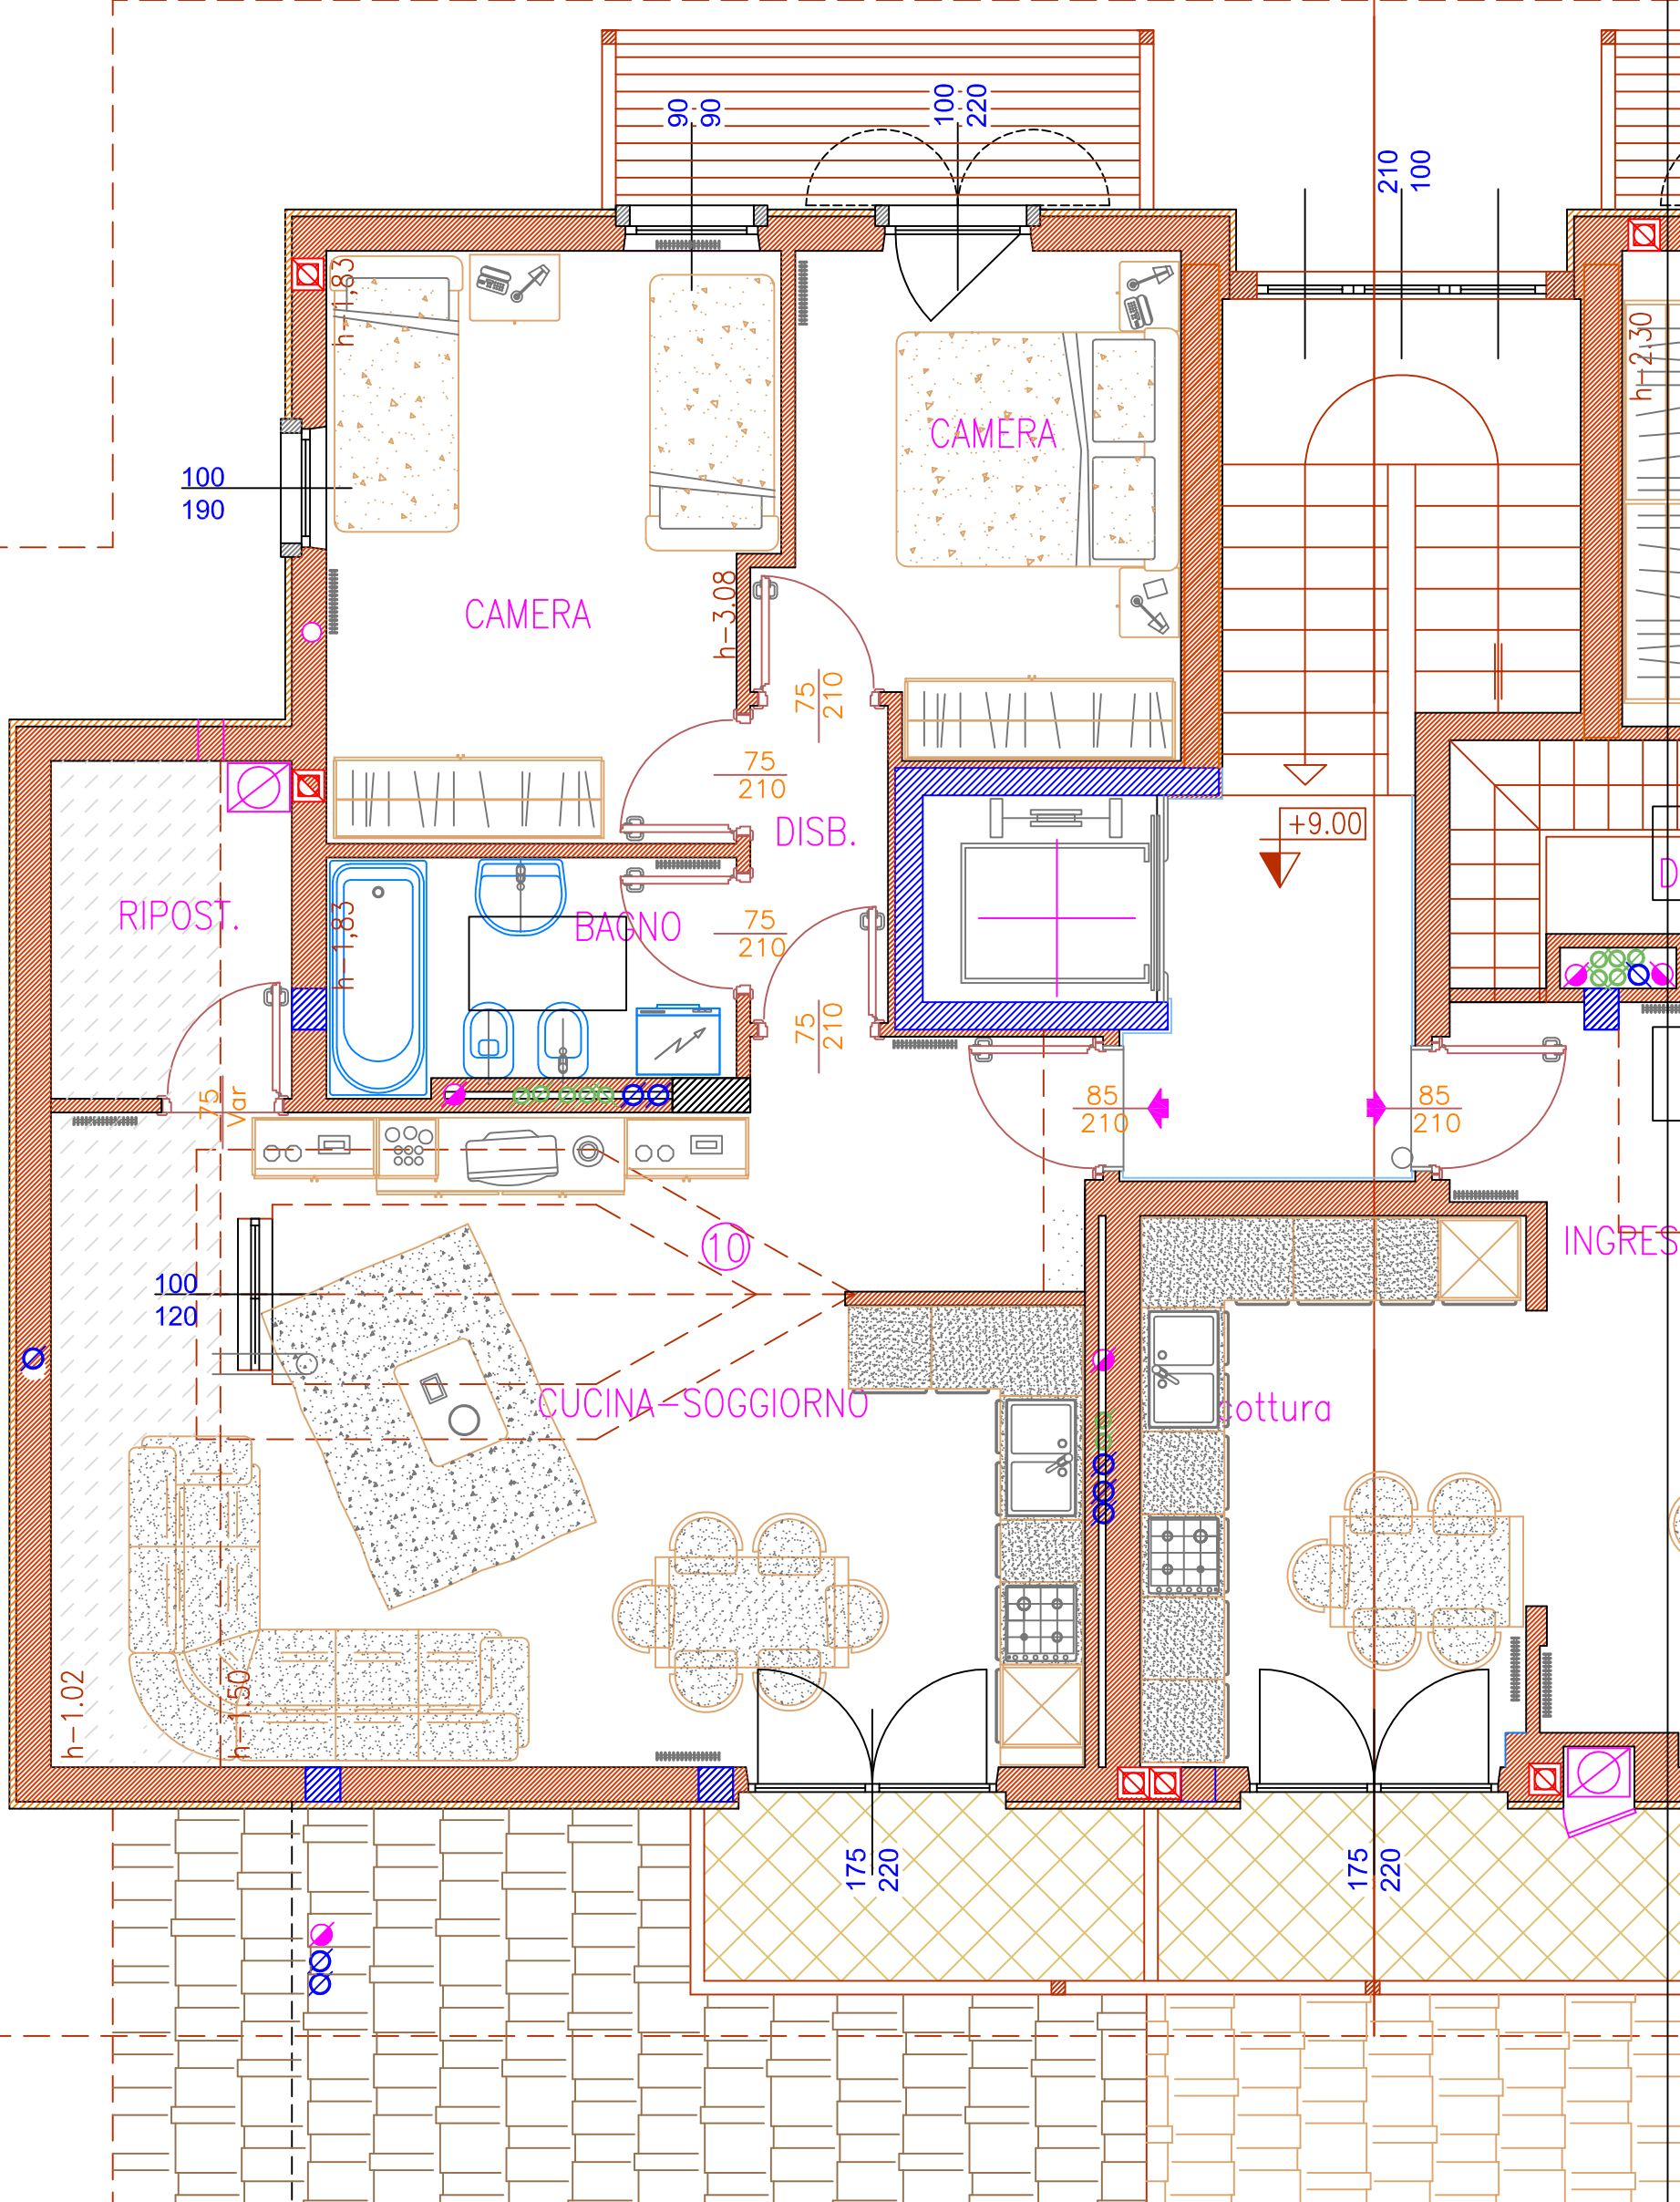 90
90
100
220
210
100
h-1,83
h-2.30
CAMERA
100
190
CAMERA
h-3.08
75
210
75
210
DISB.
+9.00
D
RIPOST.
BAGNO
h-1,83
75
210
75
210
75
Var
85
210
85
210
10
INGRES
100
120
CUCINA-SOGGIORNO
cottura
h-1.02
h-1.50
175
220
175
220